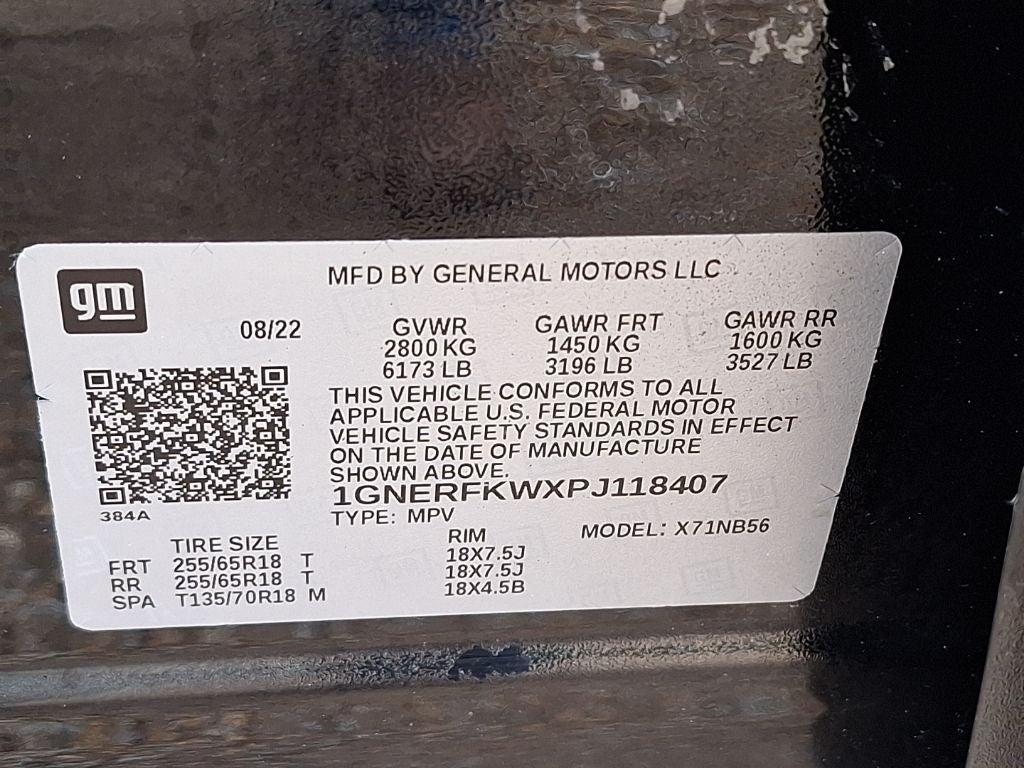 gm
MFD BY GENERAL MOTORS LLC
08/22
GVWR GAWR FRT GAWR RR
2800 KG 1450 KG 1600 KG
6173 LB 3196 LB 3527 LB
THIS VEHICLE CONFORMS TO ALL
APPLICABLE U.S. FEDERAL MOTOR
VEHICLE SAFETY STANDARDS IN EFFECT
ON THE DATE OF MANUFACTURE
SHOWN ABOVE.
1GNERFKWXPJ118407
384A
TYPE: MPV MODEL: X71NB56
TIRE SIZE RIM
FRT 255/65R18 T 18X7.5J
RR 255/65R18 T 18X7.5J
SPA T135/70R18 M 18X4.5B